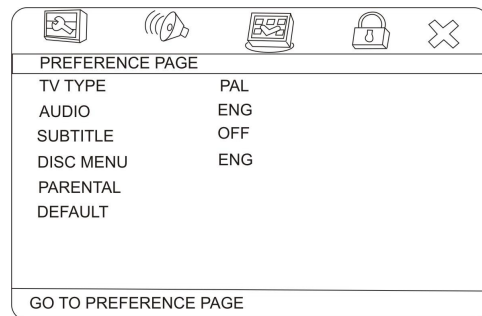 PREFERENCE PAGE
TV TYPE PAL
AUDIO ENG
SUBTITLE OFF
DISC MENU ENG
PARENTAL
DEFAULT
GO TO PREFERENCE PAGE